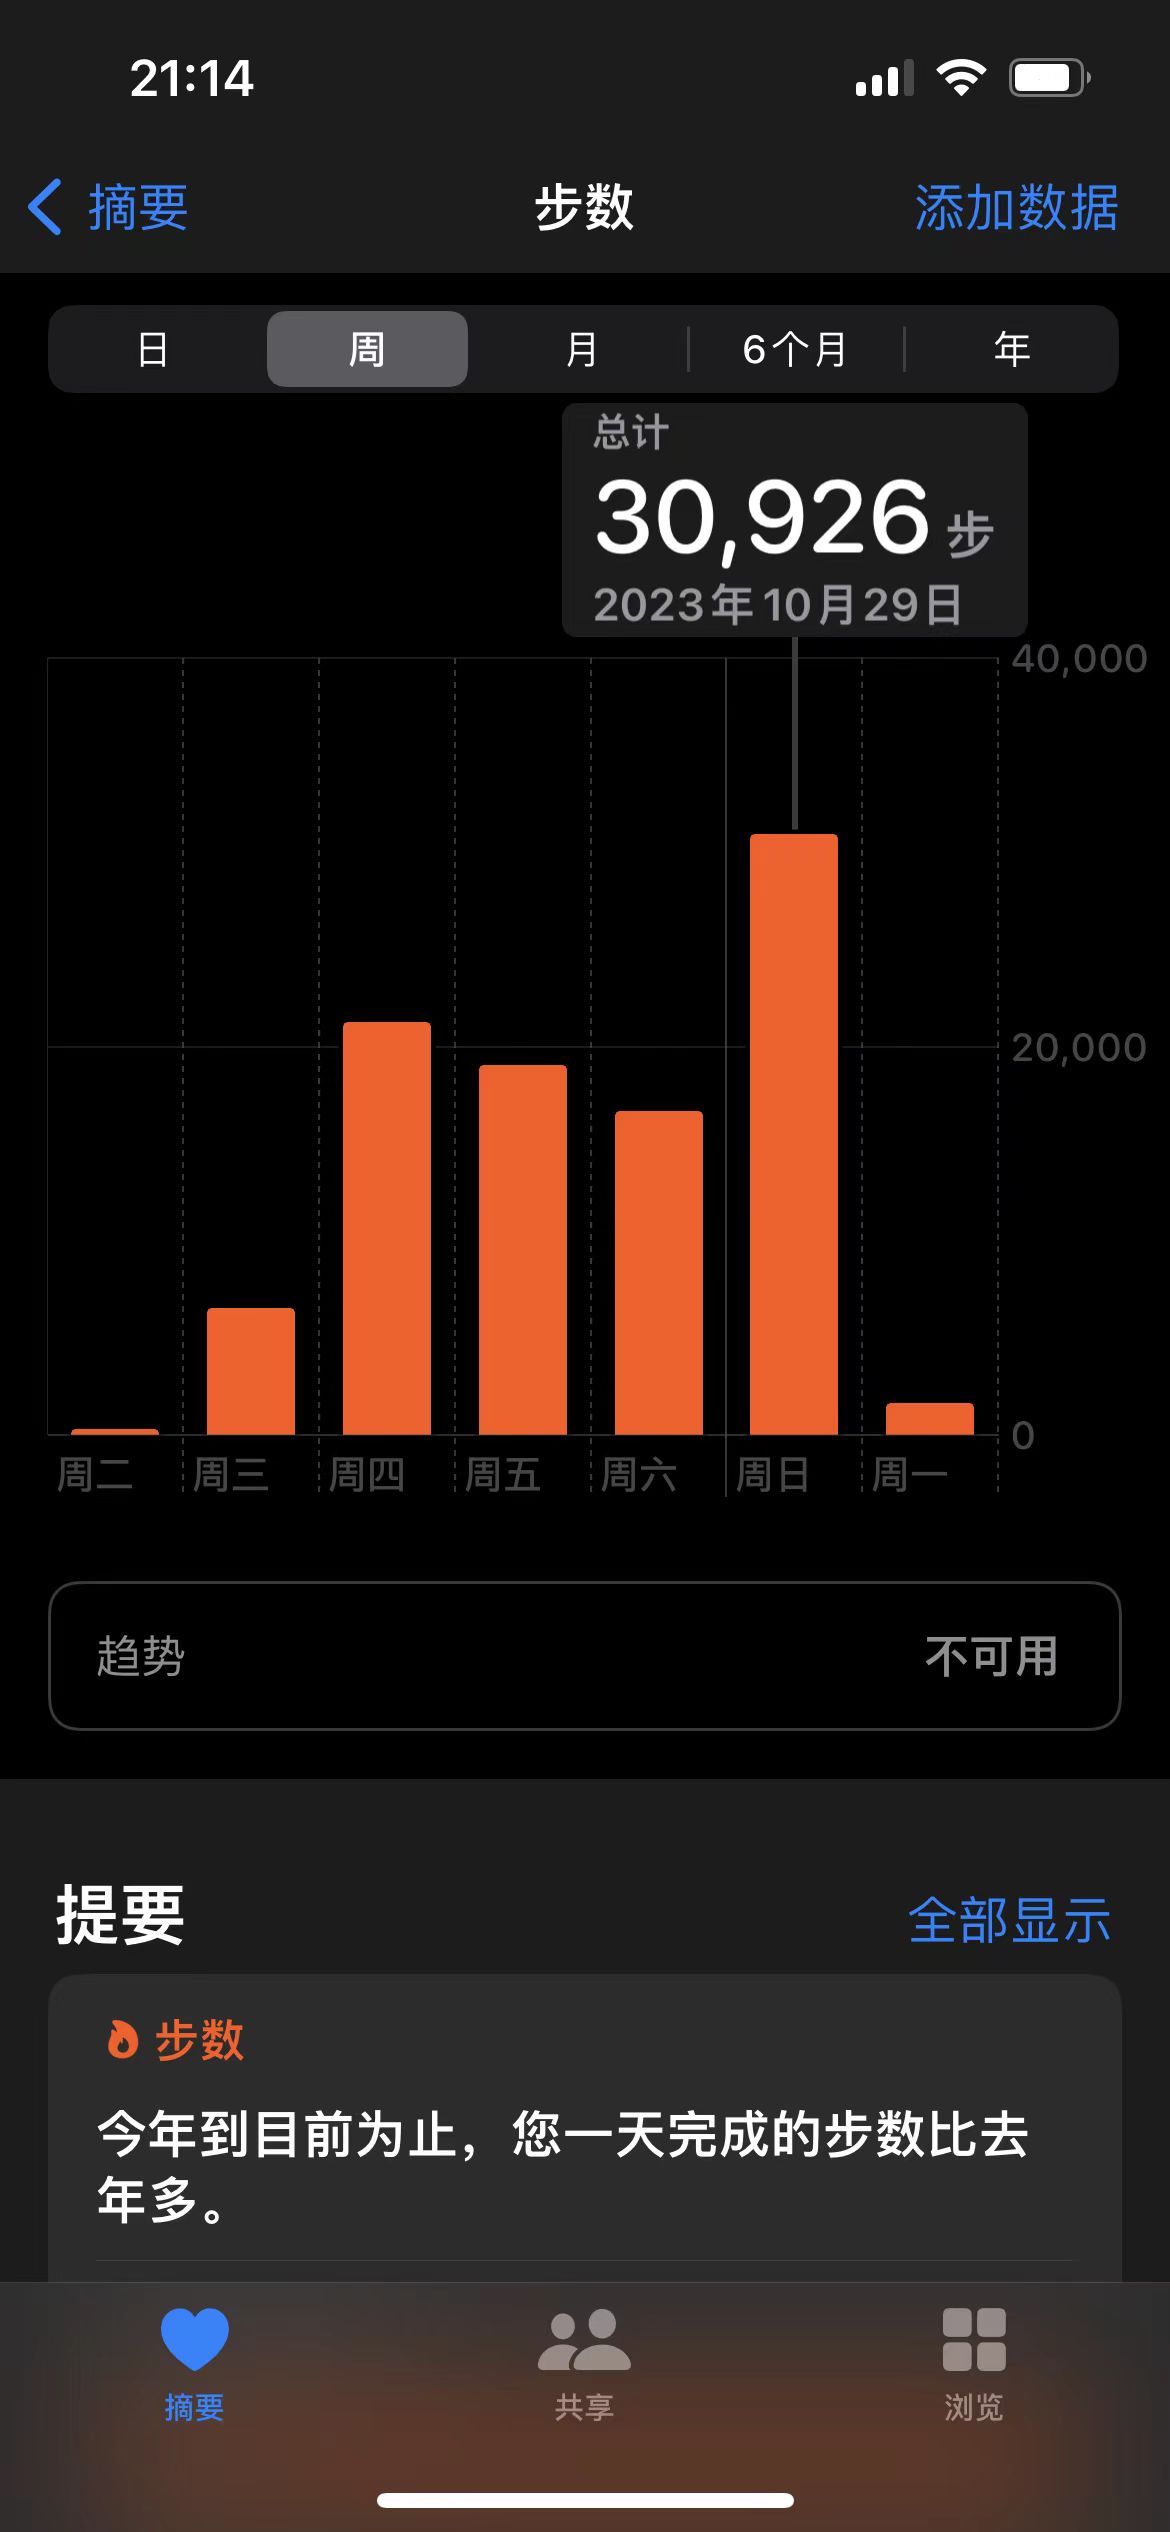 21:14
摘要
步数
添加数据
日 周 月 6个月 年
总计
30,926 步
2023年10月29日
40,000
20,000
0
周二 周三 周四 周五 周六 周日 周一
趋势 不可用
提要 全部显示
步数
今年到目前为止，您一天完成的步数比去
年多。
摘要 共享 浏览